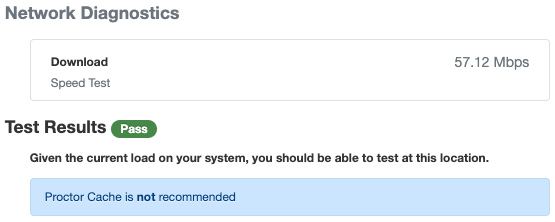 Network Diagnostics
Download 57.12 Mbps
Speed Test
Test Results Pass
Given the current load on your system, you should be able to test at this location.
Proctor Cache is not recommended